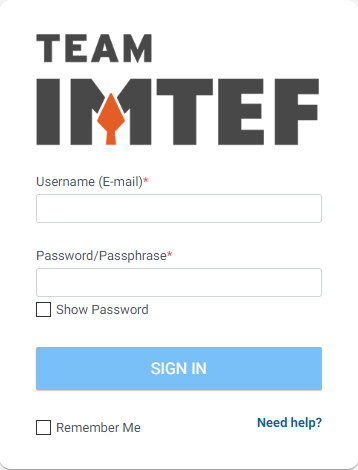 TEAM
IMTEF
Username (E-mail)*
Password/Passphrase*
Show Password
SIGN IN
Remember Me
Need help?